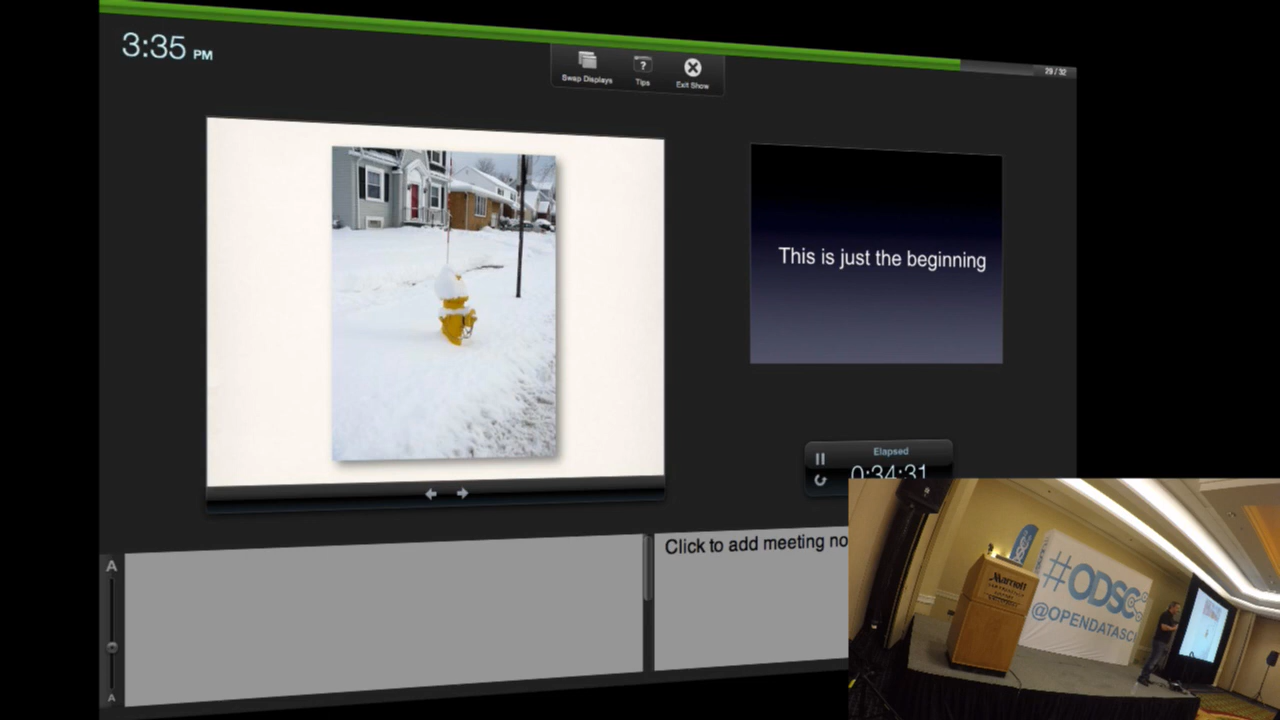 3:35 PM
Swap Displays
Tips
Exit Show
29 / 32
This is just the beginning
Elapsed
0:34:31
A
Click to add meeting no
A
Marriott
#ODSC
@OPENDATASCI